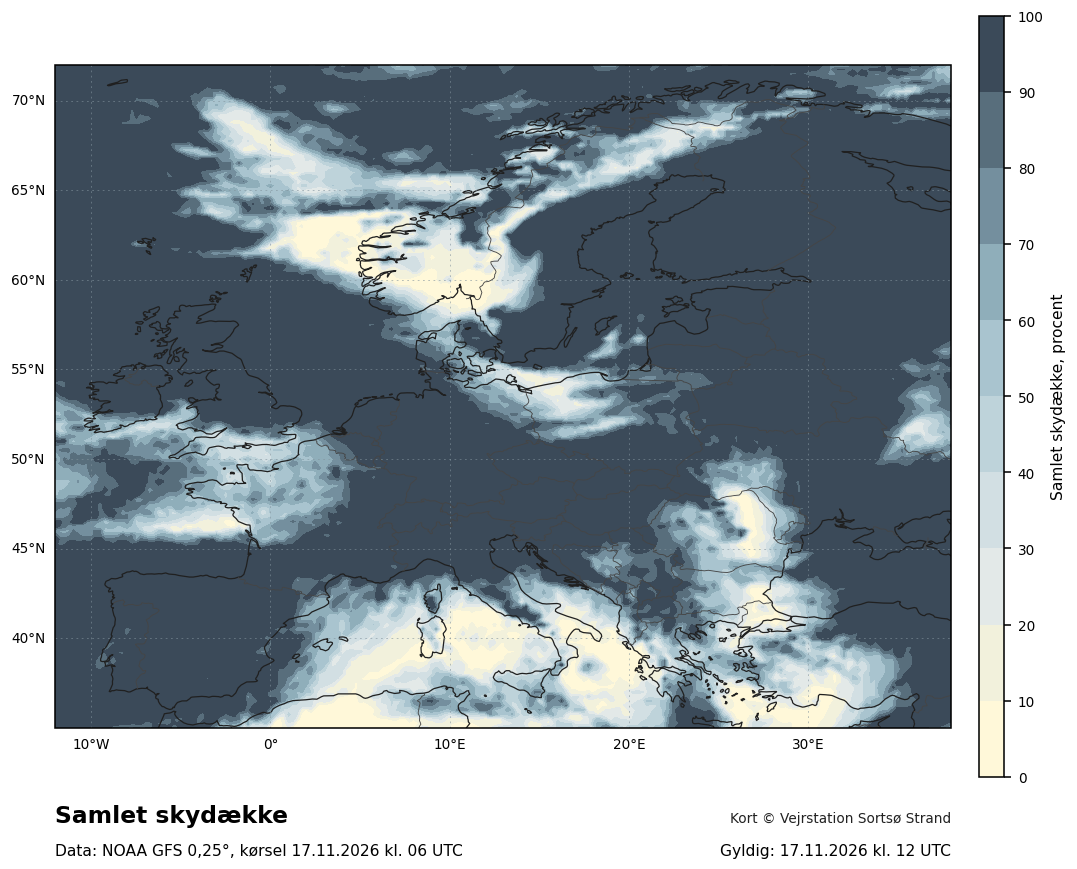 100
70°N
90
80
65°N
70
60°N
60
Samlet skydække, procent
55°N
50
50°N
40
45°N
30
20
40°N
10
10°W
0°
10°E
20°E
30°E
0
Samlet skydække
Kort © Vejrstation Sortsø Strand
Data: NOAA GFS 0,25°, kørsel 17.11.2026 kl. 06 UTC
Gyldig: 17.11.2026 kl. 12 UTC